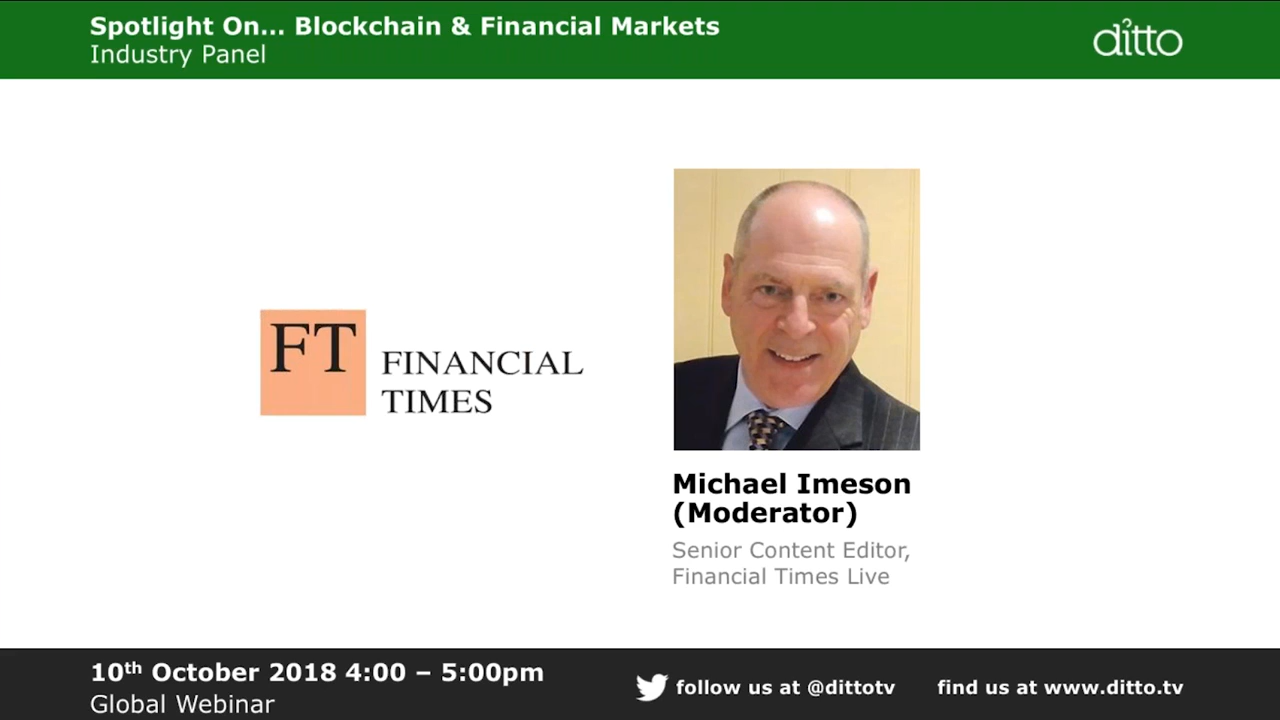 Spotlight On... Blockchain & Financial Markets
Industry Panel
ditto
FT
FINANCIAL
TIMES
Michael Imeson
(Moderator)
Senior Content Editor,
Financial Times Live
10th October 2018 4:00 – 5:00pm
Global Webinar
follow us at @dittotv
find us at www.ditto.tv